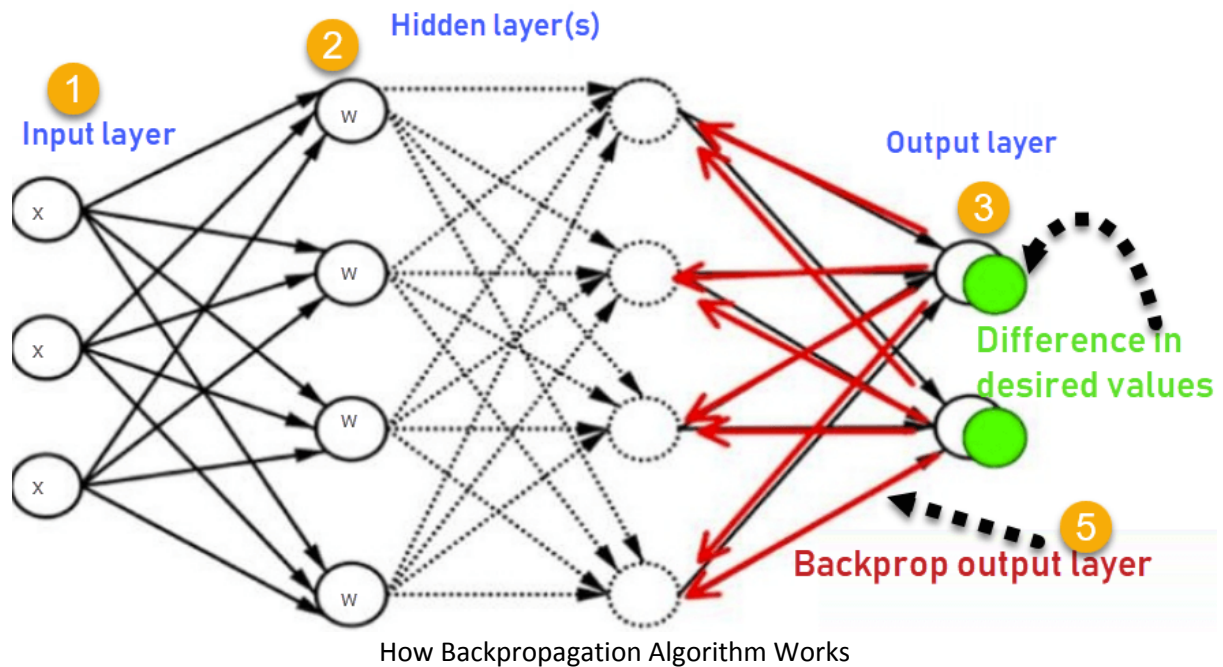 Hidden layer(s)
2
1
Input layer
w
Output layer
3
x
w
Difference in
desired values
x
w
5
x
Backprop output layer
w
How Backpropagation Algorithm Works